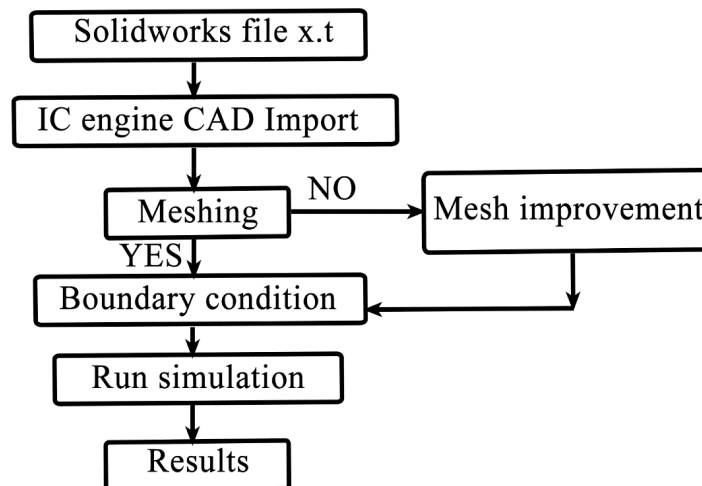 Solidworks file x.t
IC engine CAD Import
Meshing
NO
Mesh improvement
YES
Boundary condition
Run simulation
Results